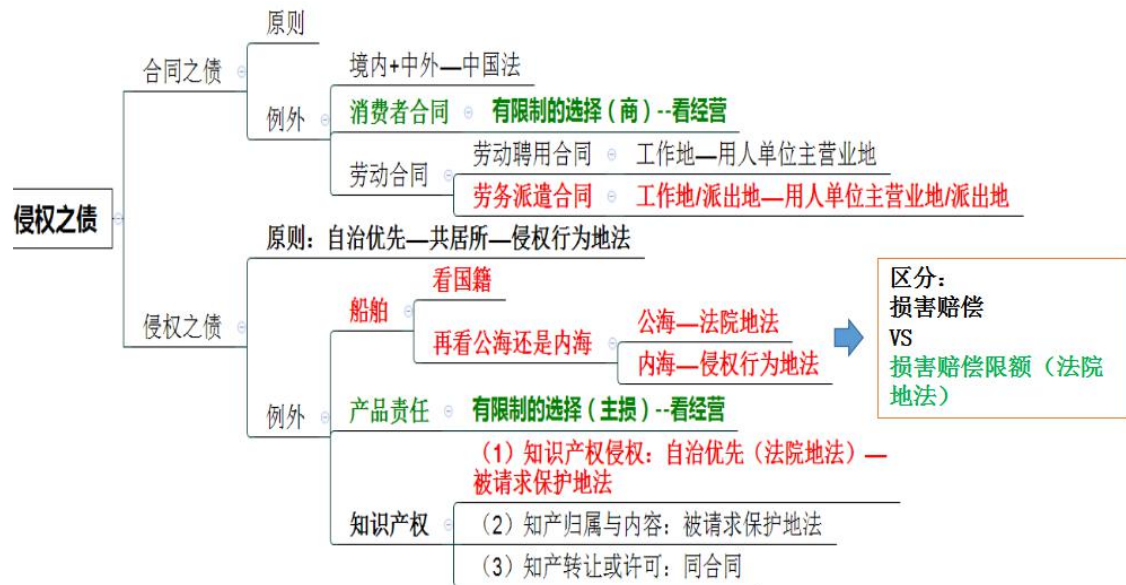 侵权之债
合同之债
原则
例外
境内+中外—中国法
消费者合同
有限制的选择（商）--看经营
劳动合同
劳动聘用合同
工作地—用人单位主营业地
劳务派遣合同
工作地/派出地—用人单位主营业地/派出地
侵权之债
原则：自治优先—共居所—侵权行为地法
例外
船舶
看国籍
再看公海还是内海
公海—法院地法
内海—侵权行为地法
产品责任
有限制的选择（主损）--看经营
知识产权
（1）知识产权侵权：自治优先（法院地法）—
被请求保护地法
（2）知产归属与内容：被请求保护地法
（3）知产转让或许可：同合同
区分：
损害赔偿
VS
损害赔偿限额（法院
地法）